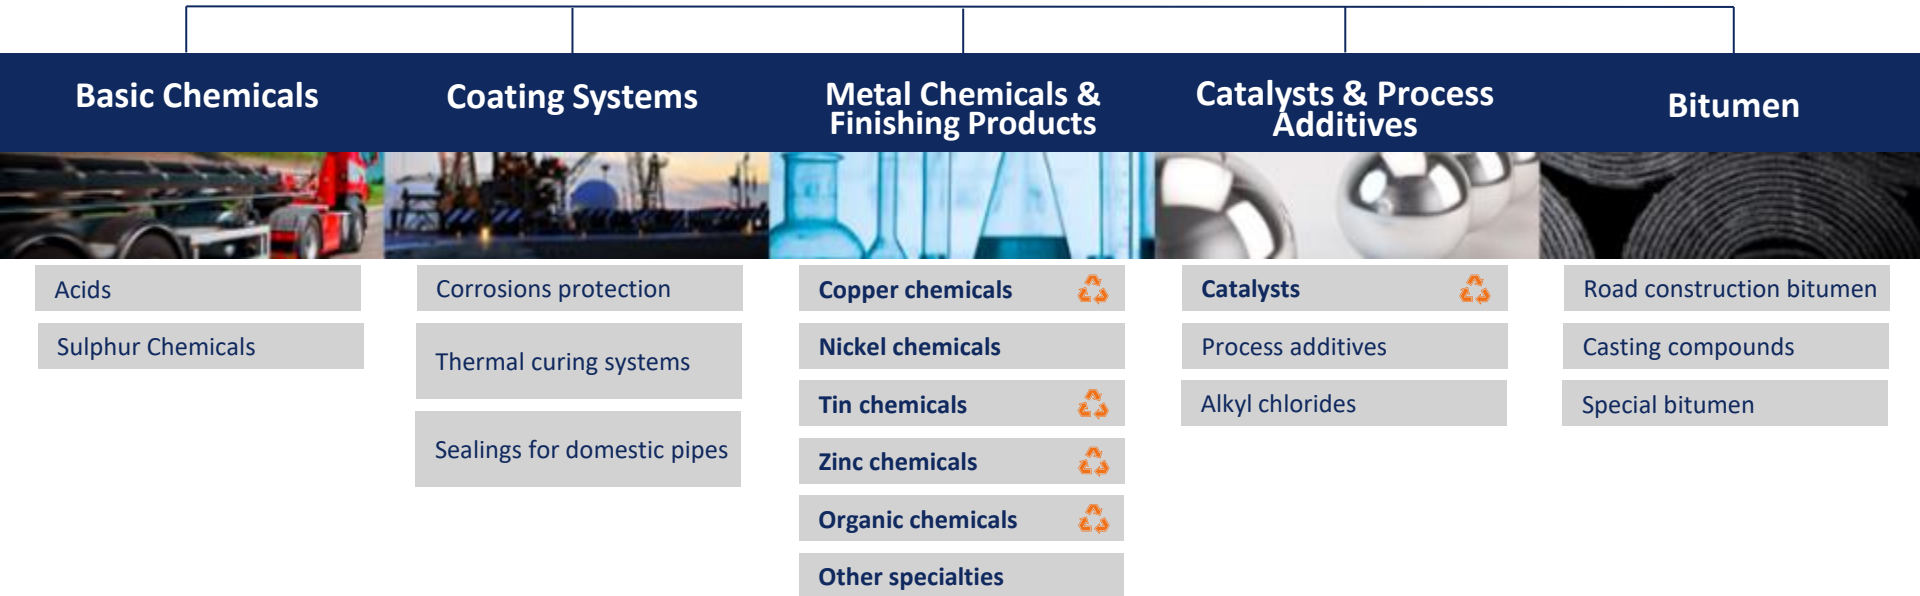 Basic Chemicals
Acids
Sulphur Chemicals
Coating Systems
Corrosions protection
Thermal curing systems
Sealings for domestic pipes
Metal Chemicals &
Finishing Products
Copper chemicals
Nickel chemicals
Tin chemicals
Zinc chemicals
Organic chemicals
Other specialties
Catalysts & Process
Additives
Catalysts
Process additives
Alkyl chlorides
Bitumen
Road construction bitumen
Casting compounds
Special bitumen